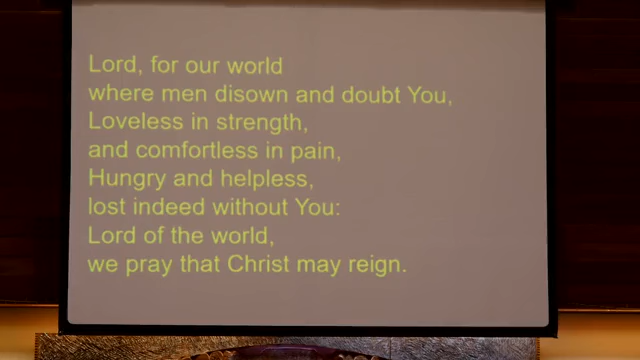 Lord, for our world
where men disown and doubt You,
Loveless in strength,
and comfortless in pain,
Hungry and helpless,
lost indeed without You:
Lord of the world,
we pray that Christ may reign.